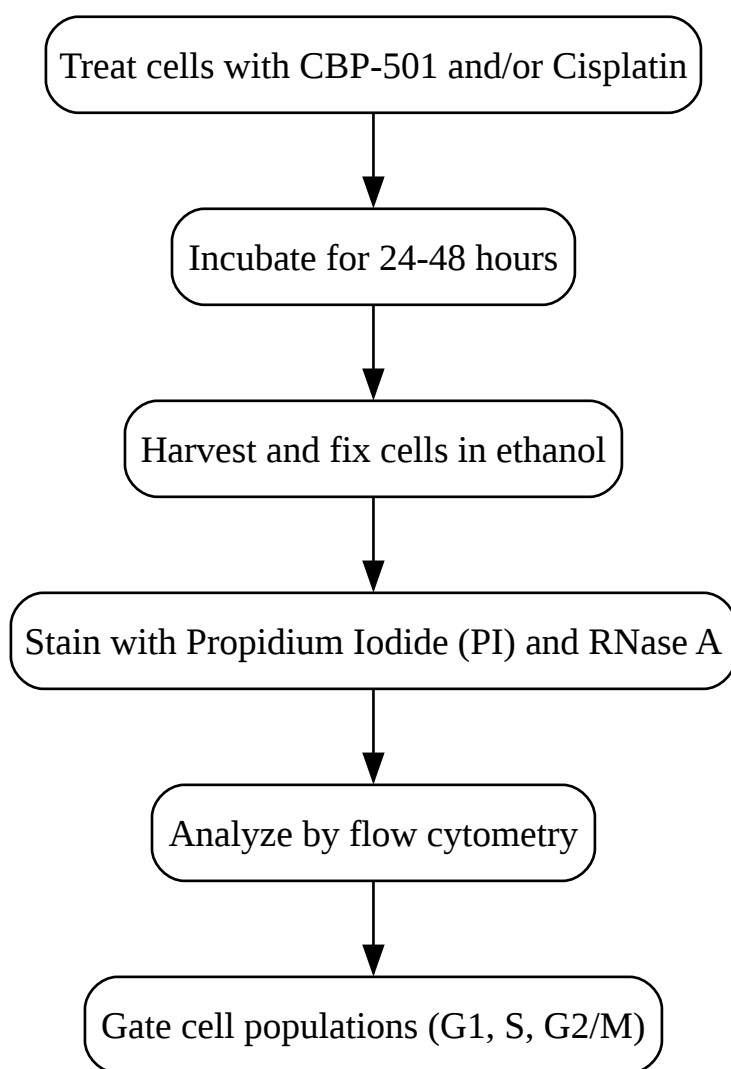 Treat cells with CBP-501 and/or Cisplatin
Incubate for 24-48 hours
Harvest and fix cells in ethanol
Stain with Propidium Iodide (PI) and RNase A
Analyze by flow cytometry
Gate cell populations (G1, S, G2/M)